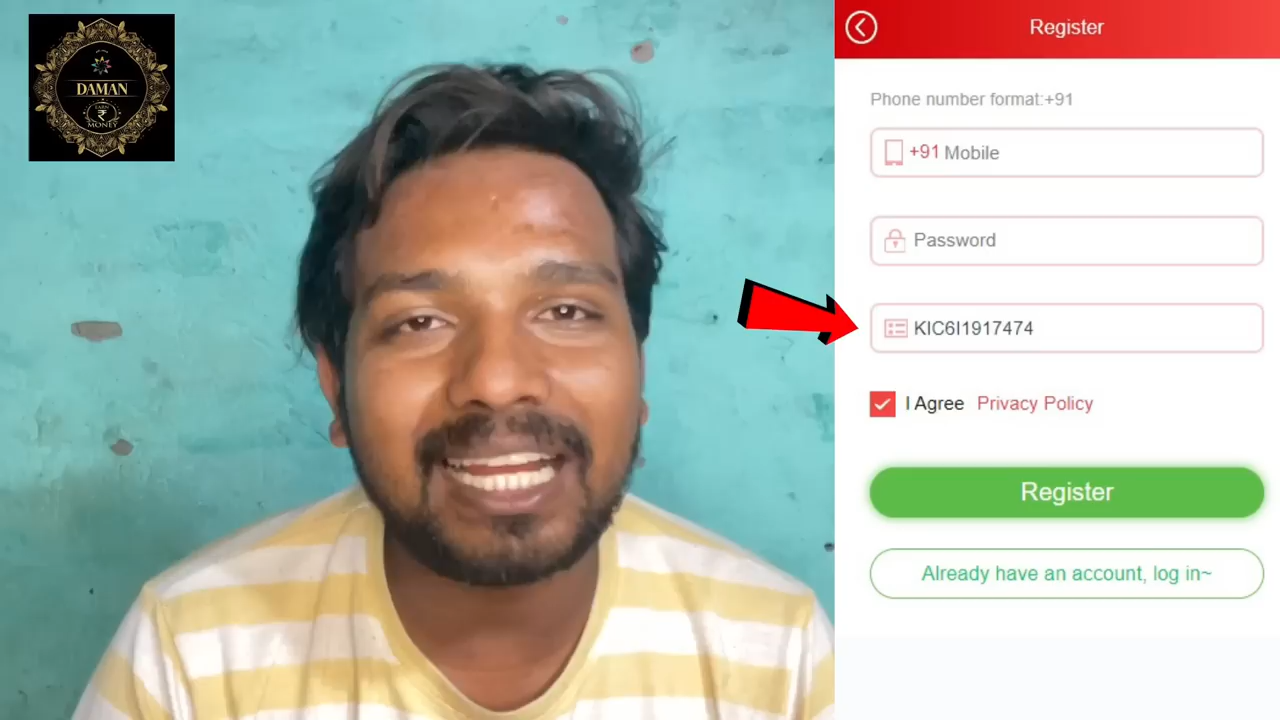 DAMAN
EARN
₹
MONEY
Register
Phone number format:+91
+91 Mobile
Password
KIC6I1917474
I Agree Privacy Policy
Register
Already have an account, log in~